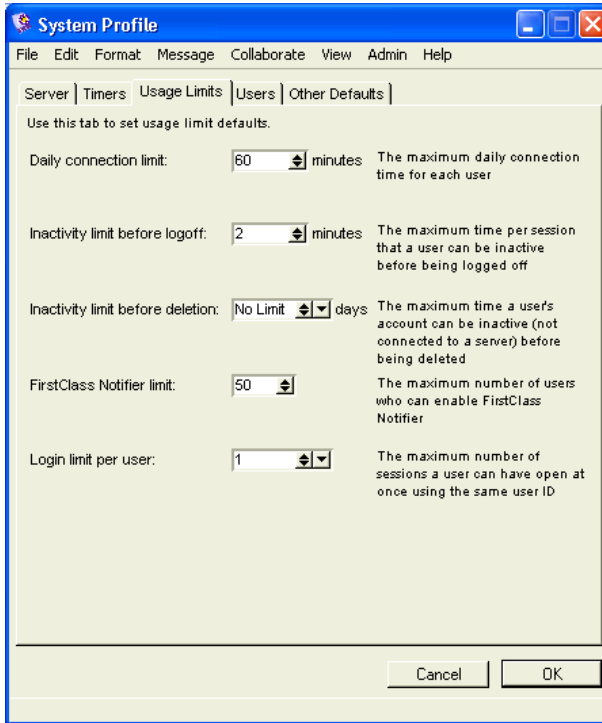 System Profile
File Edit Format Message Collaborate View Admin Help
Server Timers Usage Limits Users Other Defaults
Use this tab to set usage limit defaults.
Daily connection limit: 60 minutes The maximum daily connection
time for each user
Inactivity limit before logoff: 2 minutes The maximum time per session
that a user can be inactive
before being logged off
Inactivity limit before deletion: No Limit days The maximum time a user's
account can be inactive (not
connected to a server) before
being deleted
FirstClass Notifier limit: 50 The maximum number of users
who can enable FirstClass
Notifier
Login limit per user: 1 The maximum number of
sessions a user can have open at
once using the same user ID
Cancel OK